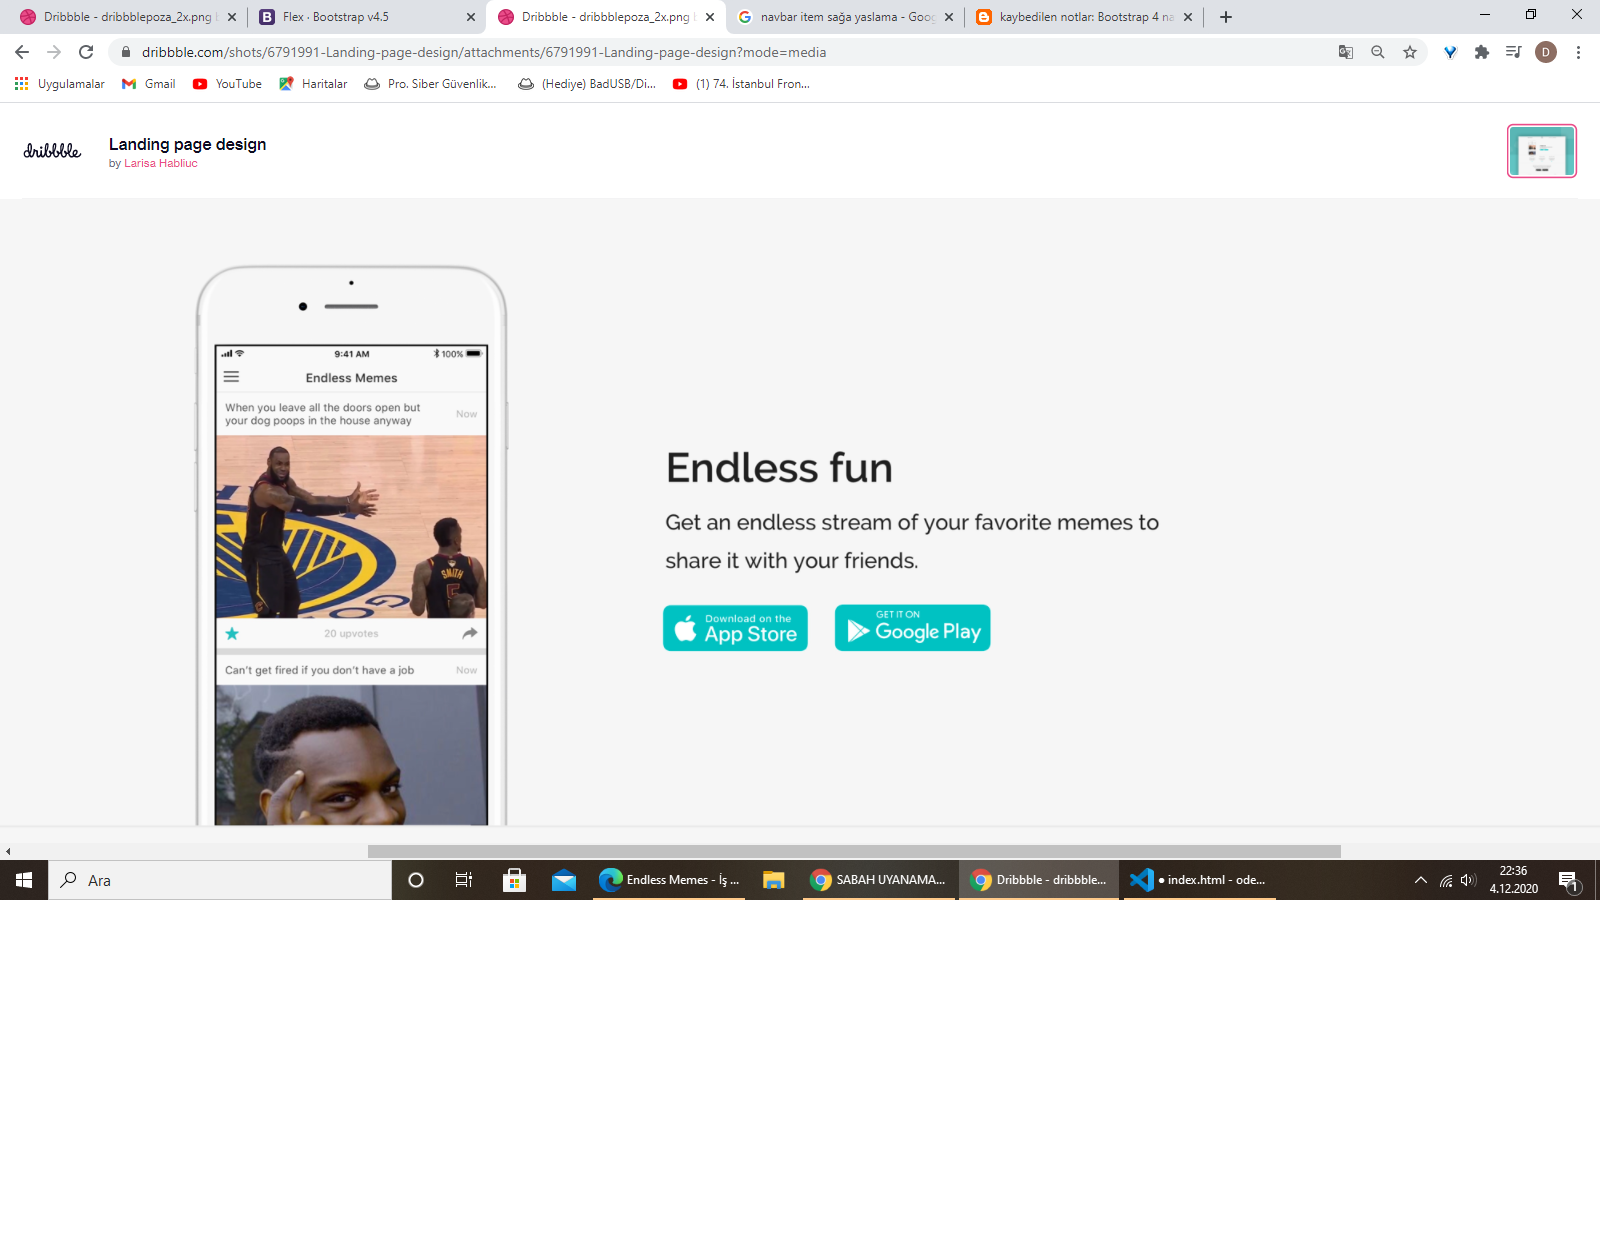 Dribbble - dribbblepoza_2x.png
Flex · Bootstrap v4.5
Dribbble - dribbblepoza_2x.png
navbar item sağa yaslama - Goog
kaybedilen notlar: Bootstrap 4 na
dribbble.com/shots/6791991-Landing-page-design/attachments/6791991-Landing-page-design?mode=media
D
Uygulamalar
Gmail
YouTube
Haritalar
Pro. Siber Güvenlik...
(Hediye) BadUSB/Di...
(1) 74. İstanbul Fron...
dribbble
Landing page design
by Larisa Habliuc
9:41 AM
100%
Endless Memes
When you leave all the doors open but
your dog poops in the house anyway
Now
SMITH
5
20 upvotes
Can't get fired if you don't have a job
Now
Endless fun
Get an endless stream of your favorite memes to
share it with your friends.
Download on the
App Store
GET IT ON
Google Play
Ara
Endless Memes - İş ...
SABAH UYANAMA...
Dribbble - dribbble...
● index.html - ode...
22:36
4.12.2020
1